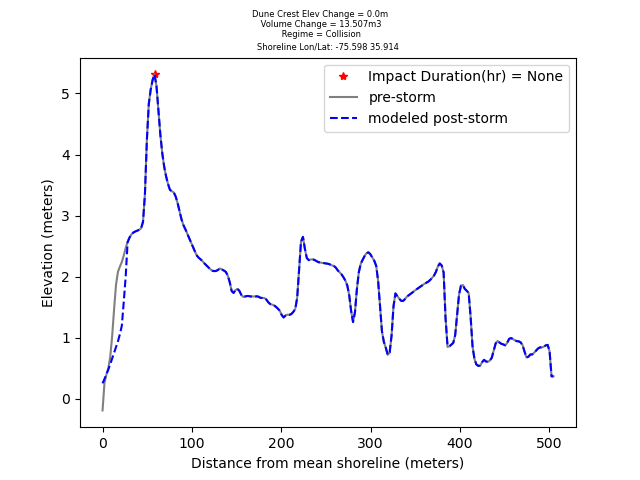 Dune Crest Elev Change = 0.0m
Volume Change = 13.507m3
Regime = Collision
Shoreline Lon/Lat: -75.598 35.914
Impact Duration(hr) = None
pre-storm
modeled post-storm
Elevation (meters)
5
4
3
2
1
0
0 100 200 300 400 500
Distance from mean shoreline (meters)